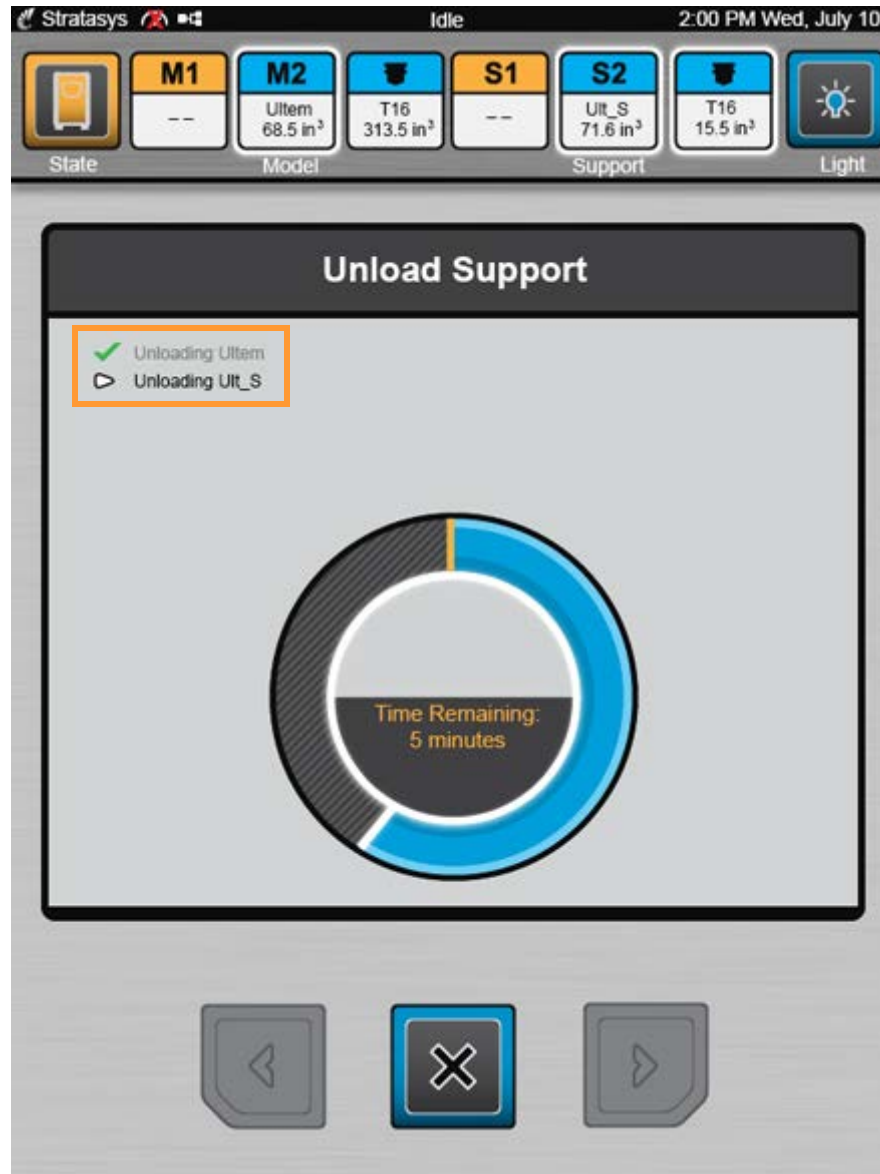 Stratasys Idle 2:00 PM Wed, July 10
M1 M2 S1 S2
-- Ultem T16 -- Ult_S T16
68.5 in³ 313.5 in³ 71.6 in³ 15.5 in³
State Model Support Light
Unload Support
Unloading Ultem
Unloading Ult_S
Time Remaining:
5 minutes